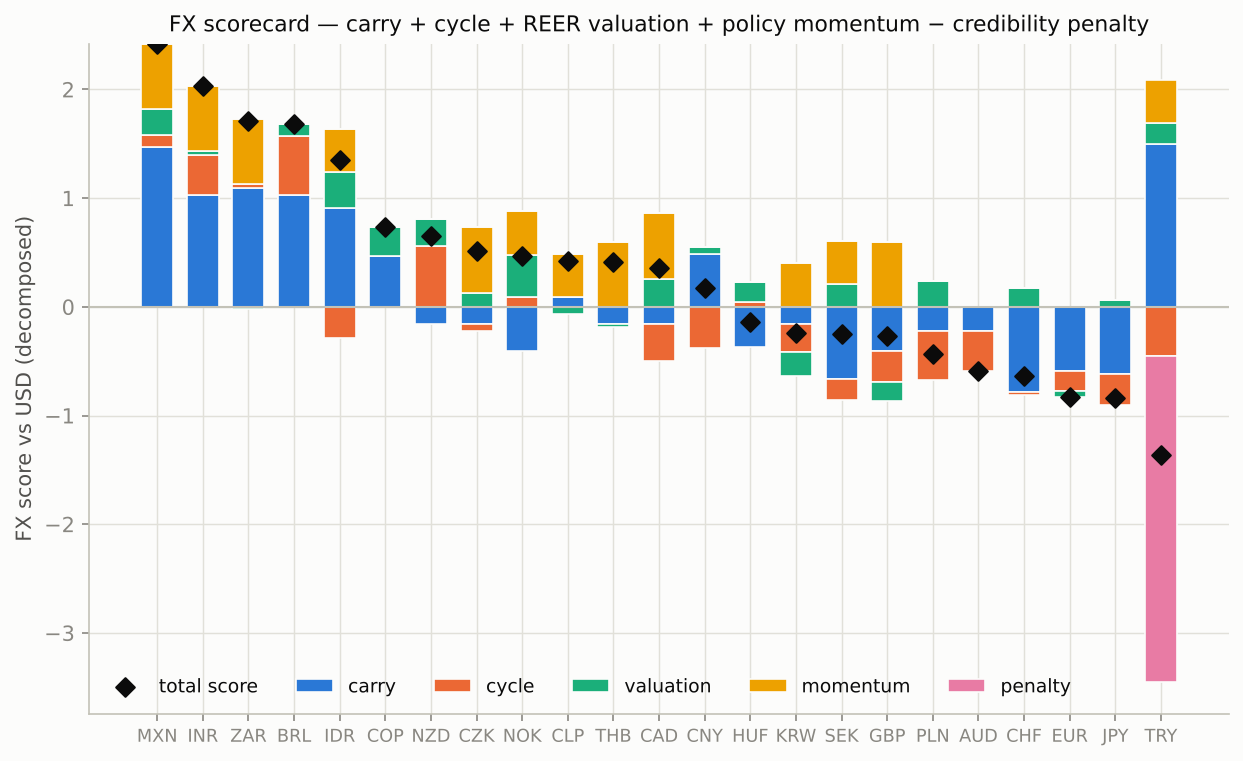 FX scorecard — carry + cycle + REER valuation + policy momentum − credibility penalty
FX score vs USD (decomposed)
2
1
0
−1
−2
−3
total score
carry
cycle
valuation
momentum
penalty
MXN INR ZAR BRL IDR COP NZD CZK NOK CLP THB CAD CNY HUF KRW SEK GBP PLN AUD CHF EUR JPY TRY